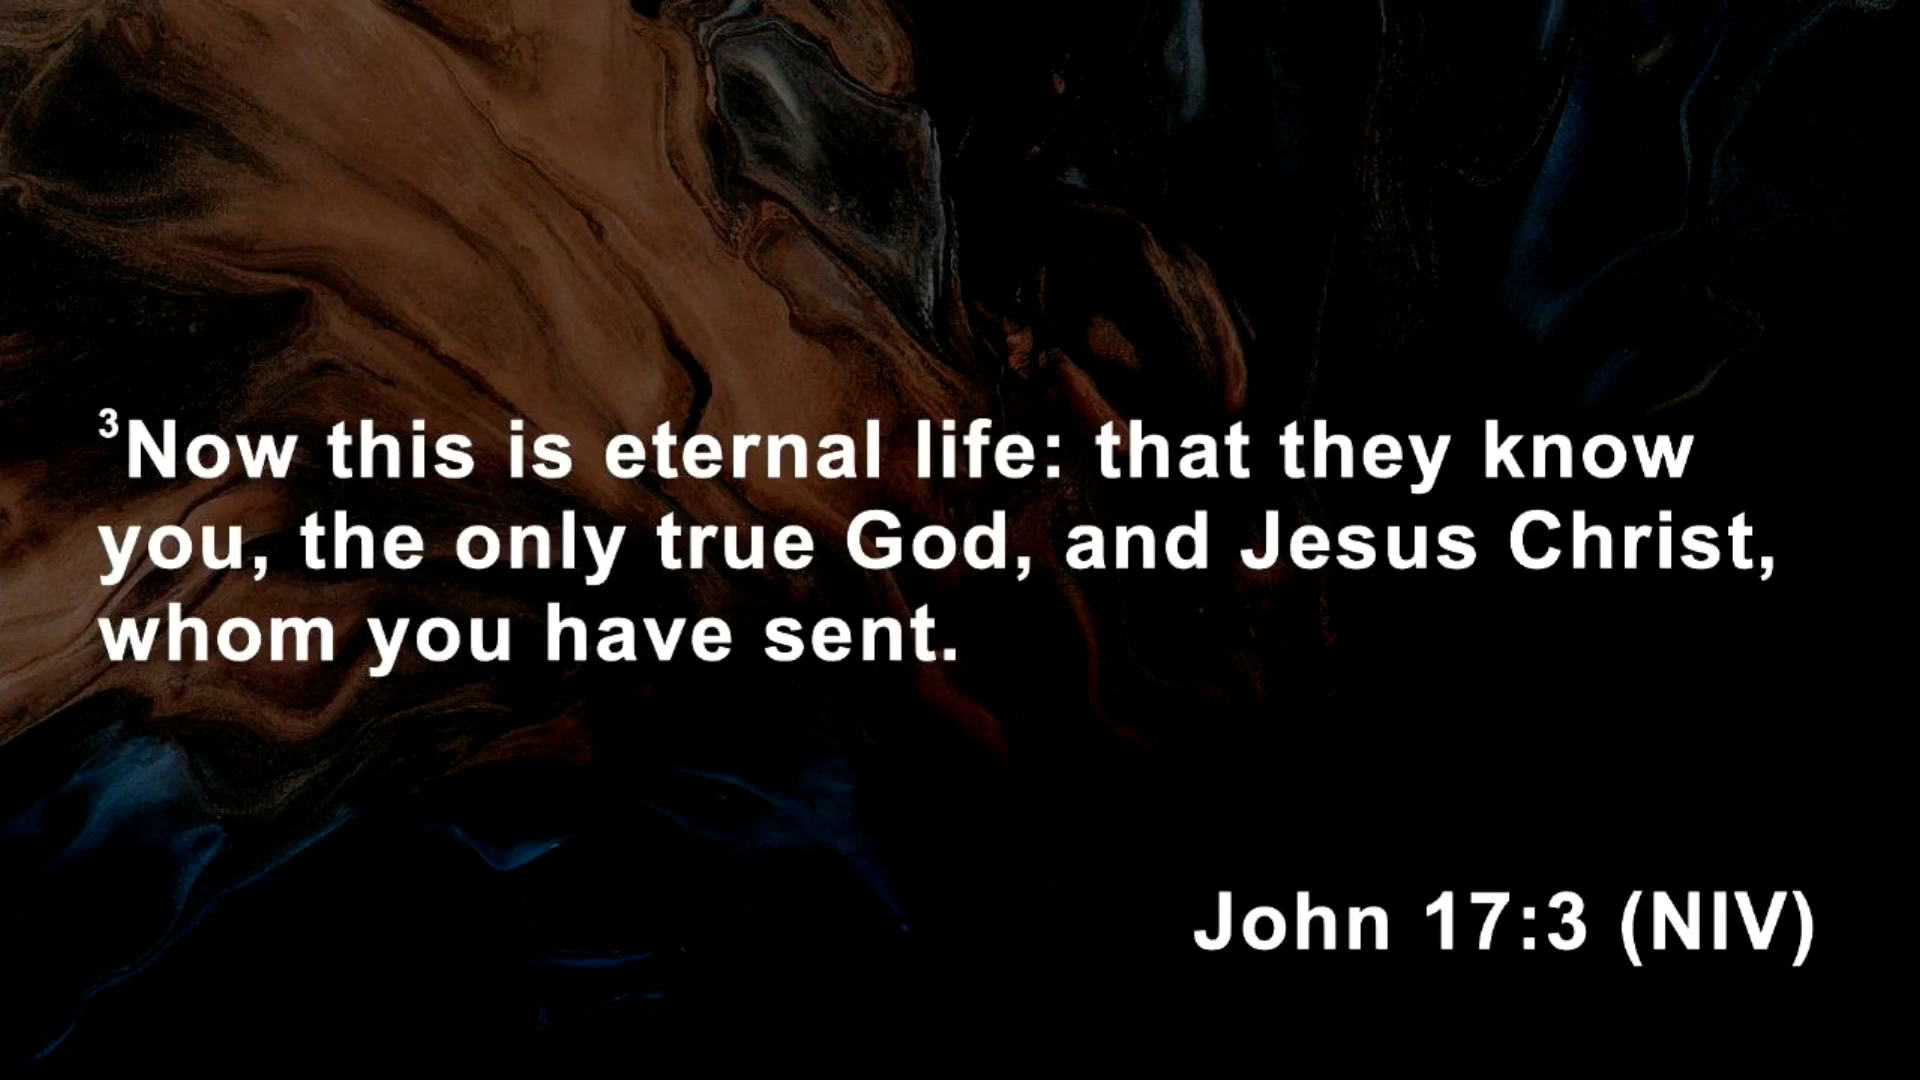 ³Now this is eternal life: that they know
you, the only true God, and Jesus Christ,
whom you have sent.
John 17:3 (NIV)